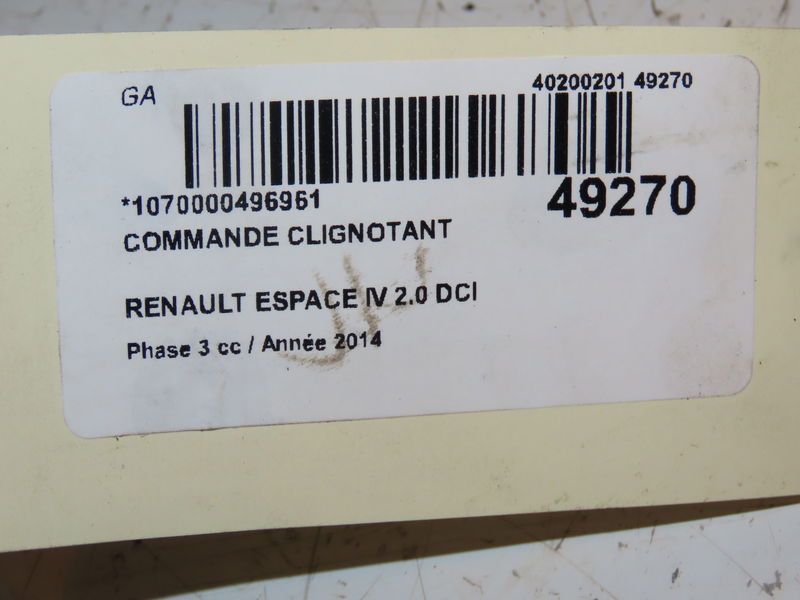 GA
40200201 49270
*1070000496961
49270
COMMANDE CLIGNOTANT
RENAULT ESPACE IV 2.0 DCI
Phase 3 cc / Année 2014